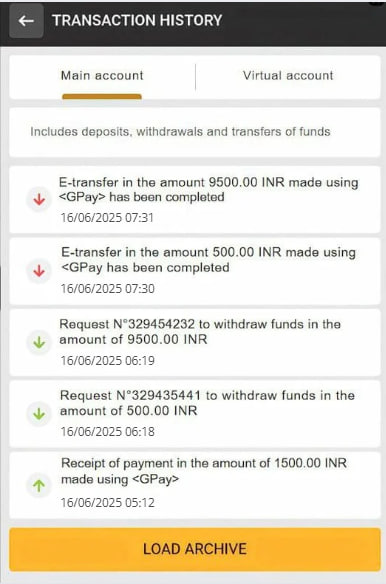 TRANSACTION HISTORY
Main account
Virtual account
Includes deposits, withdrawals and transfers of funds
E-transfer in the amount 9500.00 INR made using
<GPay> has been completed
16/06/2025 07:31
E-transfer in the amount 500.00 INR made using
<GPay has been completed
16/06/2025 07:30
Request N°329454232 to withdraw funds in the
amount of 9500.00 INR
16/06/2025 06:19
Request N°329435441 to withdraw funds in the
amount of 500.00 INR
16/06/2025 06:18
Receipt of payment in the amount of 1500.00 INR
made using <GPay>
16/06/2025 05:12
LOAD ARCHIVE